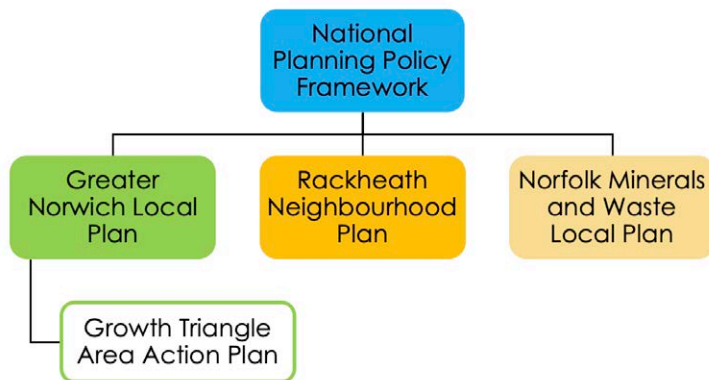 National
Planning Policy
Framework
Greater
Norwich Local
Plan
Rackheath
Neighbourhood
Plan
Norfolk Minerals
and Waste
Local Plan
Growth Triangle
Area Action Plan